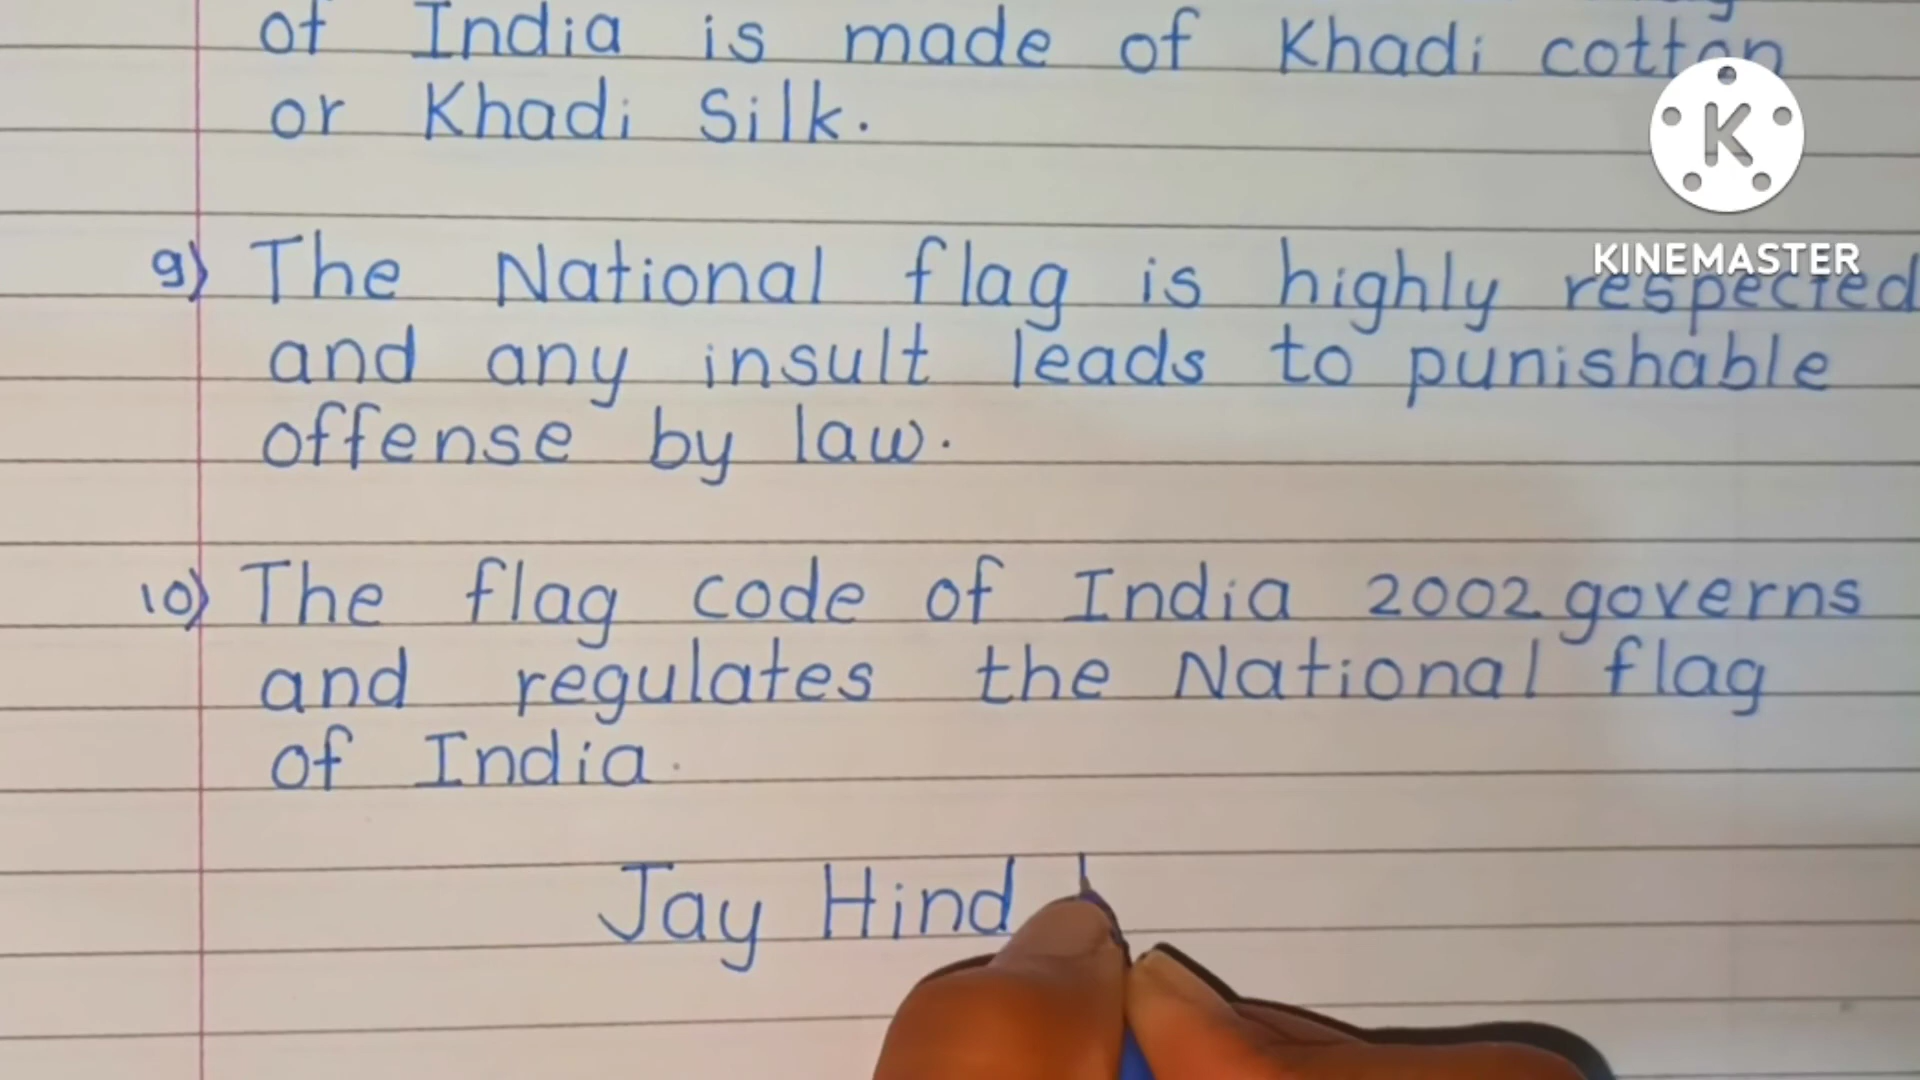 of India is made of Khadi cotton
or Khadi Silk.
KINEMASTER
9) The National flag is highly respected
and any insult leads to punishable
offense by law.
10) The flag code of India 2002 governs
and regulates the National flag
of India.
Jay Hind